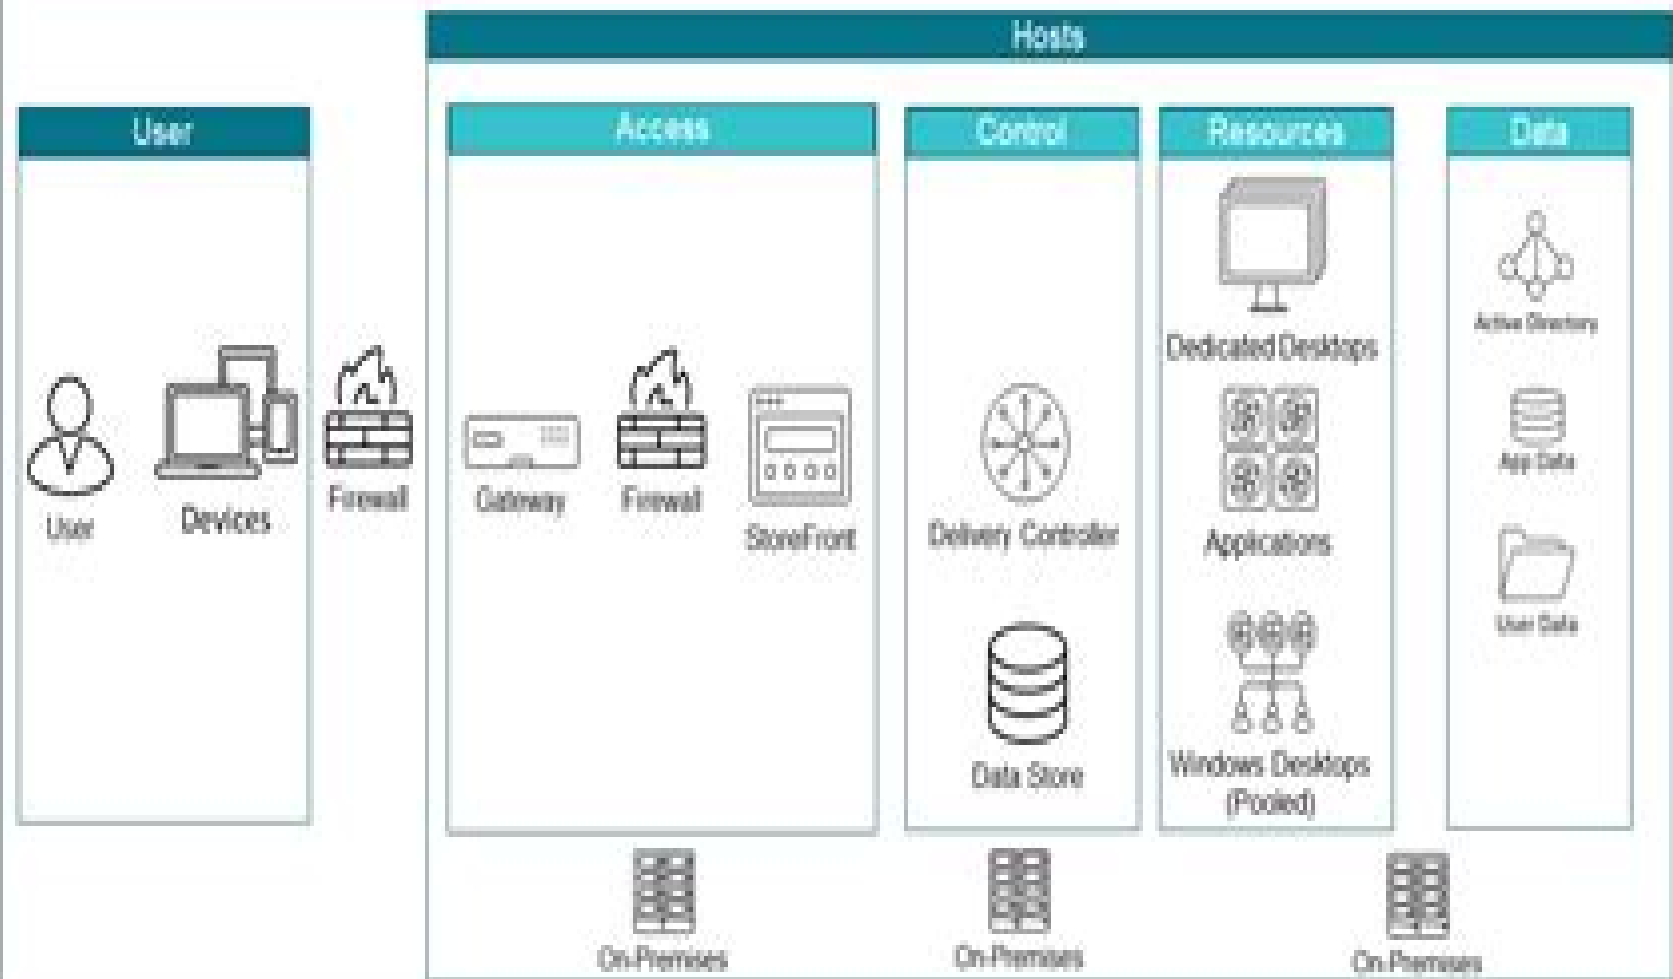 Hosts
User
Access
Control
Resources
Data
User
Devices
Firewall
Gateway
Firewall
StoreFront
Delivery Controller
Data Store
Dedicated Desktops
Applications
Windows Desktops
(Pooled)
Active Directory
App Data
User Data
On-Premises
On-Premises
On-Premises